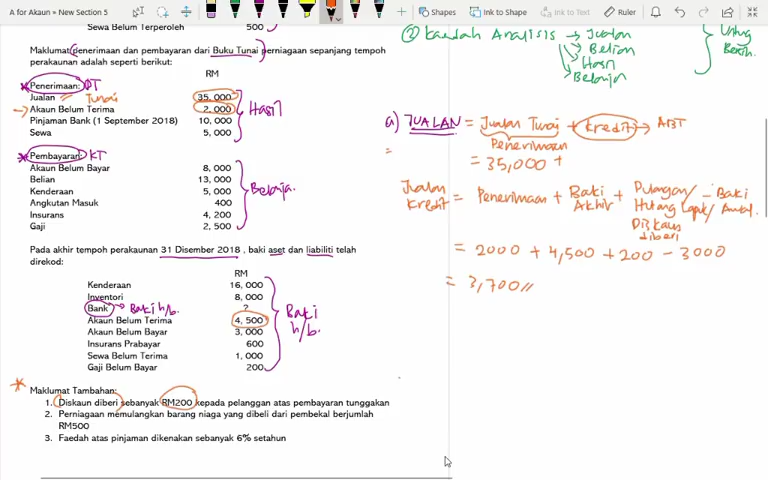 A for Akaun » New Section 5
Shapes
Ink to Shape
Ink to Text
Ruler
Sewa Belum Terperoleh 500
② Kaedah Analisis → Jualan
→ Belian
→ Hasil
→ Belanja
Untung
Bersih.
Maklumat penerimaan dan pembayaran dari Buku Tunai perniagaan sepanjang tempoh
perakaunan adalah seperti berikut:
RM
Penerimaan: DT
Jualan Tunai 35, 000
→ Akaun Belum Terima 2, 000
Pinjaman Bank (1 September 2018) 10, 000
Sewa 5, 000
Hasil
Pembayaran: KT
Akaun Belum Bayar 8, 000
Belian 13, 000
Kenderaan 5, 000
Angkutan Masuk 400
Insurans 4, 200
Gaji 2, 500
Belanja.
Pada akhir tempoh perakaunan 31 Disember 2018, baki aset dan liabiliti telah
direkod:
RM
Kenderaan 16, 000
Inventori 8, 000
Bank → Baki h/b. ?
Akaun Belum Terima 4, 500
Akaun Belum Bayar 3, 000
Insurans Prabayar 600
Sewa Belum Terima 1, 000
Gaji Belum Bayar 200
Baki
h/b.
Maklumat Tambahan:
1. Diskaun diberi sebanyak RM200 kepada pelanggan atas pembayaran tunggakan
2. Perniagaan memulangkan barang niaga yang dibeli dari pembekal berjumlah
RM500
3. Faedah atas pinjaman dikenakan sebanyak 6% setahun
a) JUALAN = Jualan Tunai + Kredit → ABT
Penerimaan
=
= 35,000 +
Jualan Kredit = Penerimaan + Baki Akhir + Pulangan/ Hutang Lapuk/ Diskaun diberi - Baki Awal.
= 2000 + 4,500 + 200 - 3000
= 3,700 //